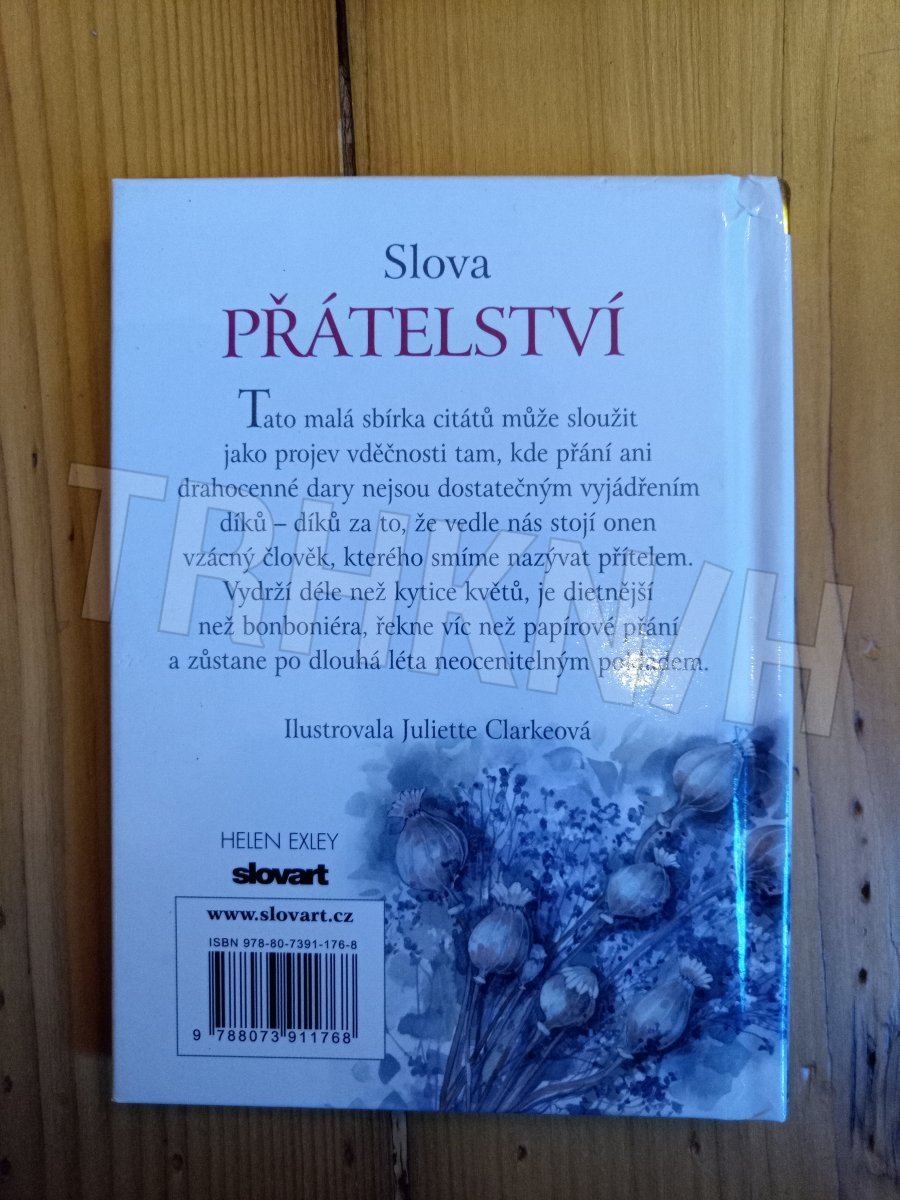 Slova
PŘÁTELSTVÍ
Tato malá sbírka citátů může sloužit
jako projev vděčnosti tam, kde přání ani
drahocenné dary nejsou dostatečným vyjádřením
díků – díků za to, že vedle nás stojí onen
vzácný člověk, kterého smíme nazývat přítelem.
Vydrží déle než kytice květů, je dietnější
než bonboniéra, řekne víc než papírové přání
a zůstane po dlouhá léta neocenitelným pokladem.
TRHKNIH
Ilustrovala Juliette Clarkeová
HELEN EXLEY
slovart
www.slovart.cz
ISBN 978-80-7391-176-8
9 788073 911768